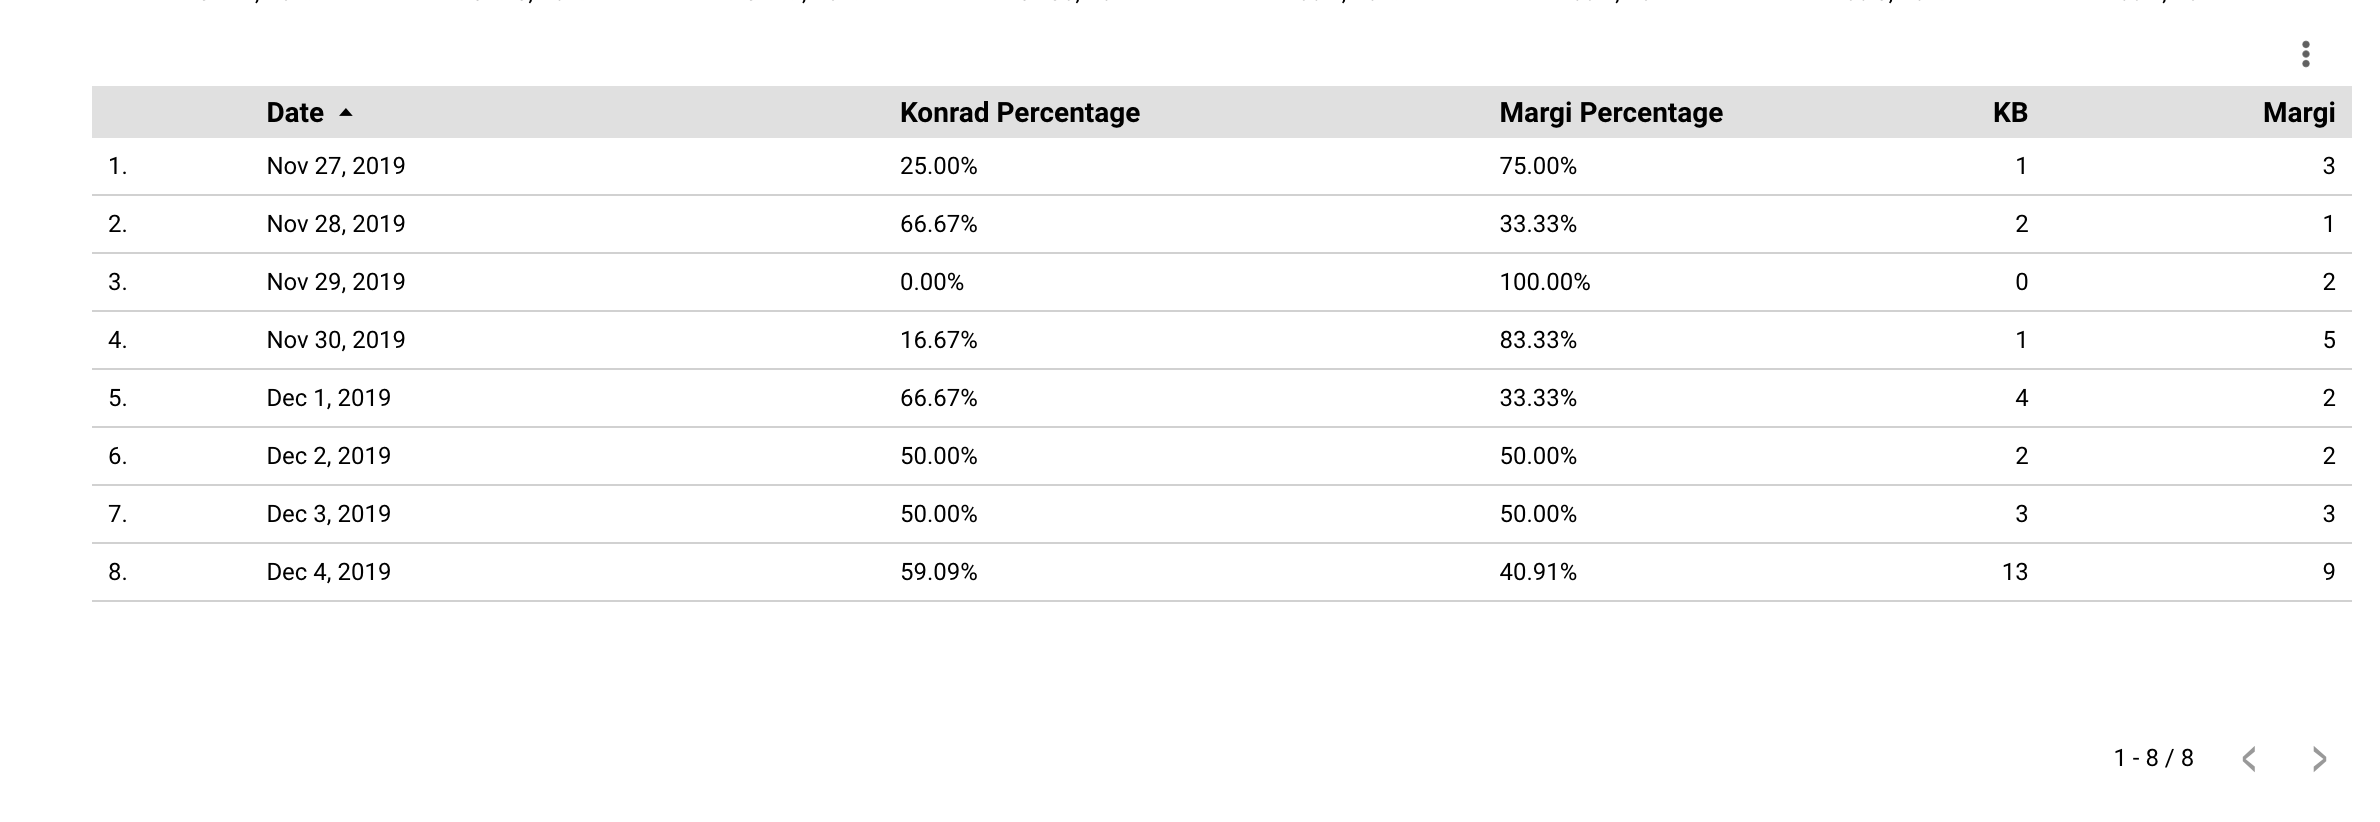 Date Konrad Percentage Margi Percentage KB Margi
1. Nov 27, 2019 25.00% 75.00% 1 3
2. Nov 28, 2019 66.67% 33.33% 2 1
3. Nov 29, 2019 0.00% 100.00% 0 2
4. Nov 30, 2019 16.67% 83.33% 1 5
5. Dec 1, 2019 66.67% 33.33% 4 2
6. Dec 2, 2019 50.00% 50.00% 2 2
7. Dec 3, 2019 50.00% 50.00% 3 3
8. Dec 4, 2019 59.09% 40.91% 13 9
1 - 8 / 8